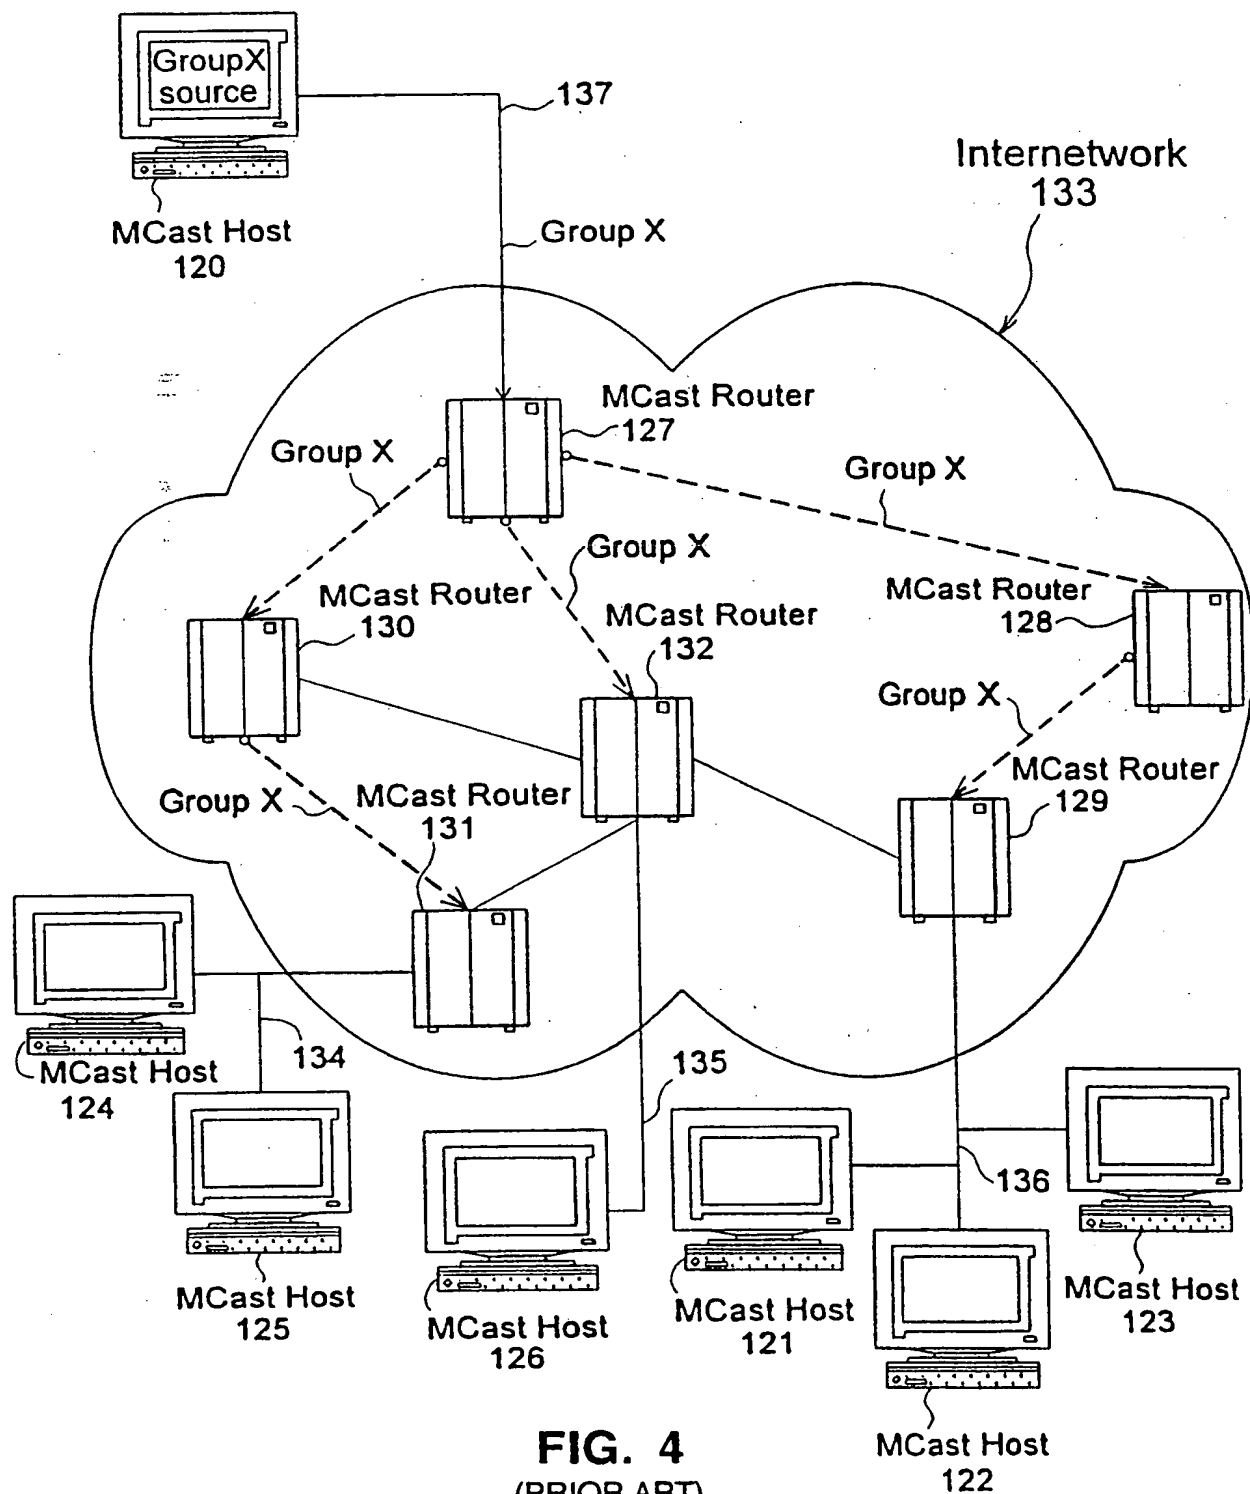 GroupX
source
137
Internetwork
133
MCast Host
120
Group X
MCast Router
127
Group X
Group X
Group X
MCast Router
130
MCast Router
132
MCast Router
128
Group X
MCast Router
129
Group X
MCast Router
131
134
MCast Host
124
135
136
MCast Host
125
MCast Host
126
MCast Host
121
MCast Host
123
MCast Host
122
FIG. 4
(PRIOR ART)